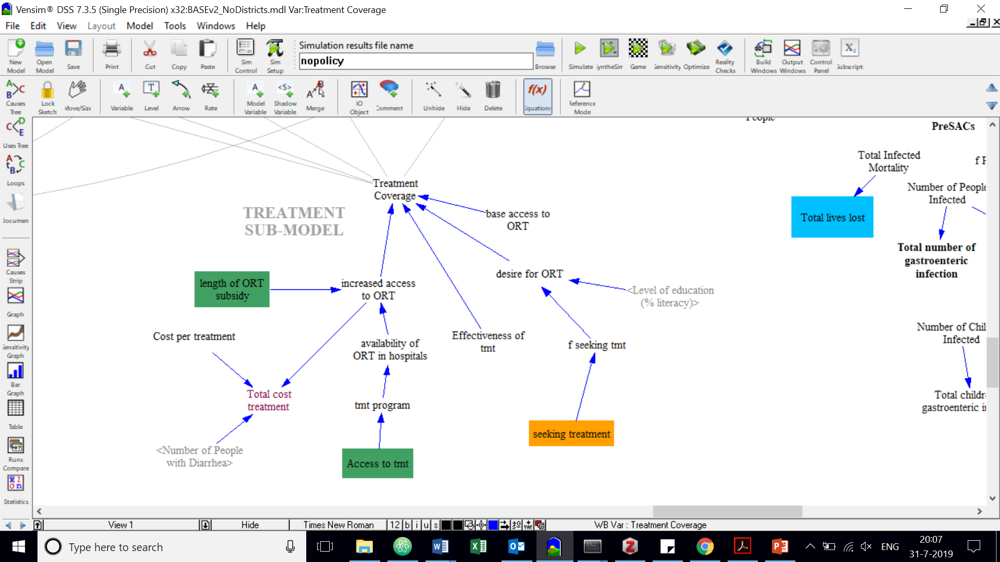 Vensim® DSS 7.3.5 (Single Precision) x32:BASEv2_NoDistricts.mdl Var:Treatment Coverage
File Edit View Layout Model Tools Windows Help
New Model
Open Model
Save
Print
Cut
Copy
Paste
Sim Control
Sim Setup
Simulation results file name
nopolicy
Browse
Simulate
Game
Optimize
Reality Checks
Build Windows
Output Windows
Control Panel
X₂
Causes Tree
Lock Sketch
Move/Size
Variable
Level
Arrow
Rate
Model Variable
Shadow Variable
Merge
IO Object
Unhide
Hide
Delete
f(x)
Equations
Reference Mode
Uses Tree
Loops
Documen
Causes Strip
Graph
Sensitivity Graph
Bar Graph
Table
Runs Compare
Statistics
People
PreSACs
Total Infected
Mortality
f F
Treatment
Coverage
Number of People
Infected
TREATMENT
SUB-MODEL
base access to
ORT
Total lives lost
Total number of
gastroenteric
infection
desire for ORT
length of ORT
subsidy
increased access
to ORT
<Level of education
(% literacy)>
Cost per treatment
Effectiveness of
tmt
availability of
ORT in hospitals
f seeking tmt
Number of Chil
Infected
Total cost
treatment
tmt program
Total childr
gastroenteric i
seeking treatment
<Number of People
with Diarrhea>
Access to tmt
View 1
Hide
Times New Roman
12 b i u s
WB Var : Treatment Coverage
Type here to search
ENG
20:07
31-7-2019